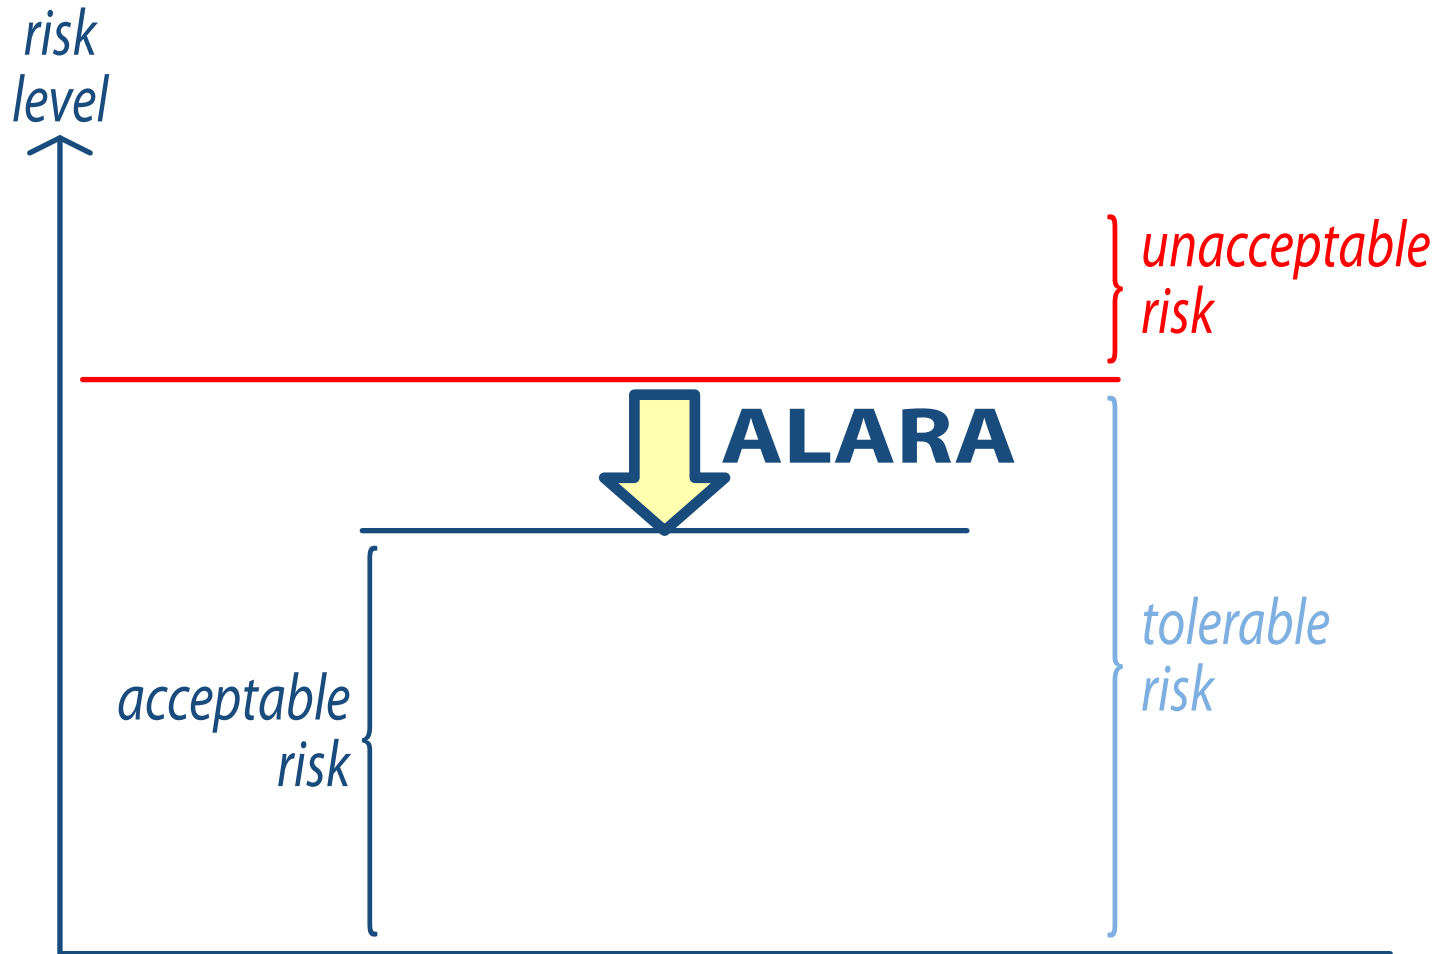 risk
level
unacceptable
risk
ALARA
tolerable
risk
acceptable
risk